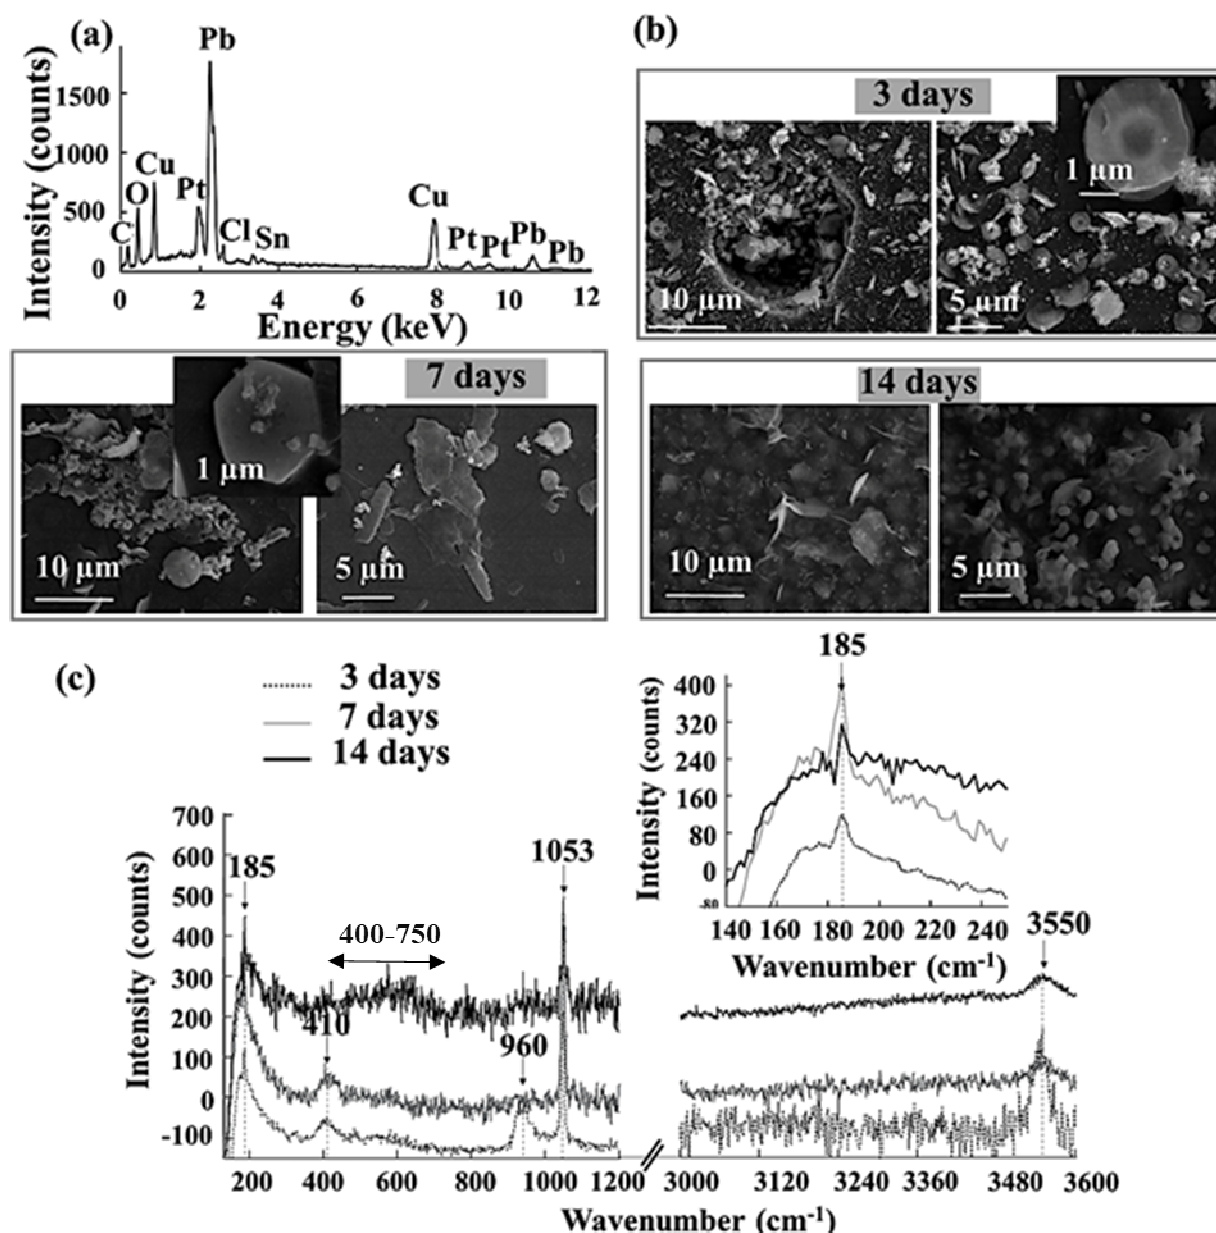 (a)
Pb
Intensity (counts)
1500
1000
500
0
C
O
Cu
Pt
Cl
Sn
Cu
Pt
Pt
Pb
Pb
0 2 4 6 8 10 12
Energy (keV)
(b)
3 days
1 µm
10 µm
5 µm
7 days
1 µm
10 µm
5 µm
14 days
10 µm
5 µm
(c)
3 days
7 days
14 days
185
Intensity (counts)
400
320
240
160
80
0
-80
140 160 180 200 220 240
Wavenumber (cm-1)
Intensity (counts)
700
600
500
400
300
200
100
0
-100
185
400-750
410
960
1053
3550
200 400 600 800 1000 1200 3000 3120 3240 3360 3480 3600
Wavenumber (cm-1)